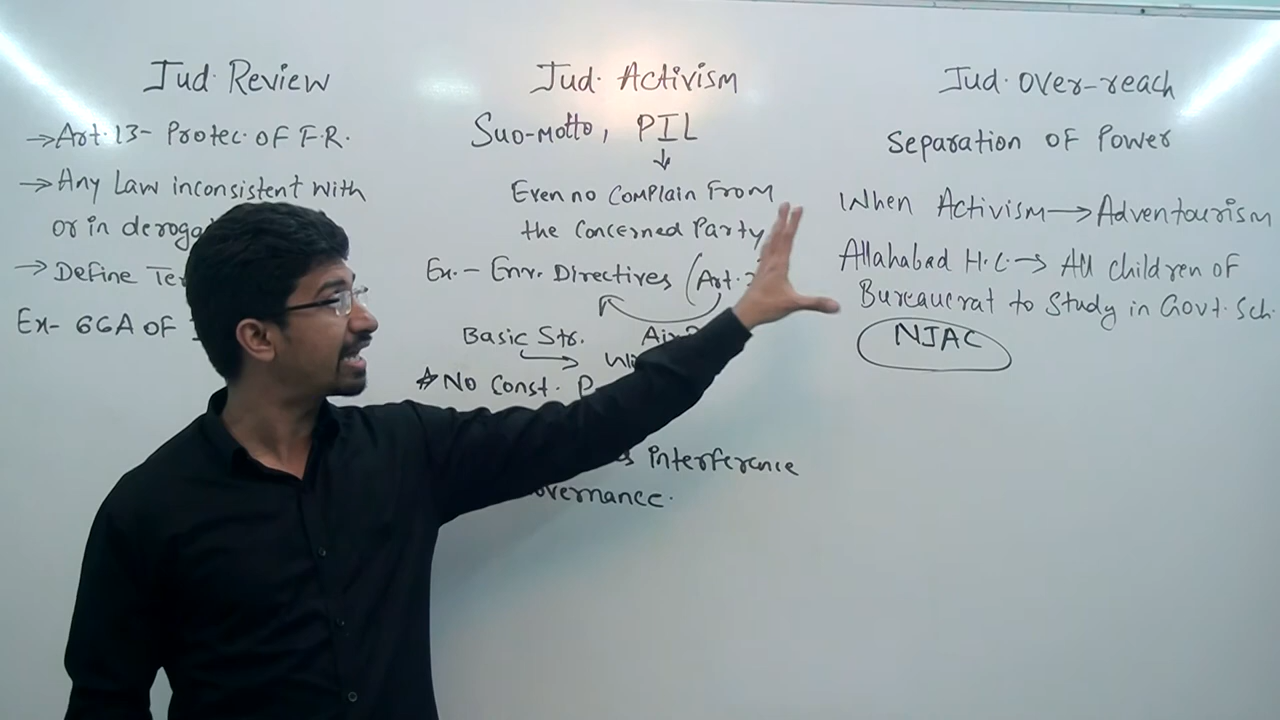 Jud. Review
→Art.13- Protec. OF F.R.
→Any Law inconsistent with
or in
→Define
Ex- 66A OF
Jud. Activism
Suo-motto, PIL
↓
Even no Complain From
the Concerned Party
Ex.- Env. Directives (Art.
Basic Str.
No Const.
interference
Jud. Over-reach
Separation OF Power
When Activism→Adventourism
Allahabad H.C→ All Children of
Bureaucrat to Study in Govt. Sch.
NJAC